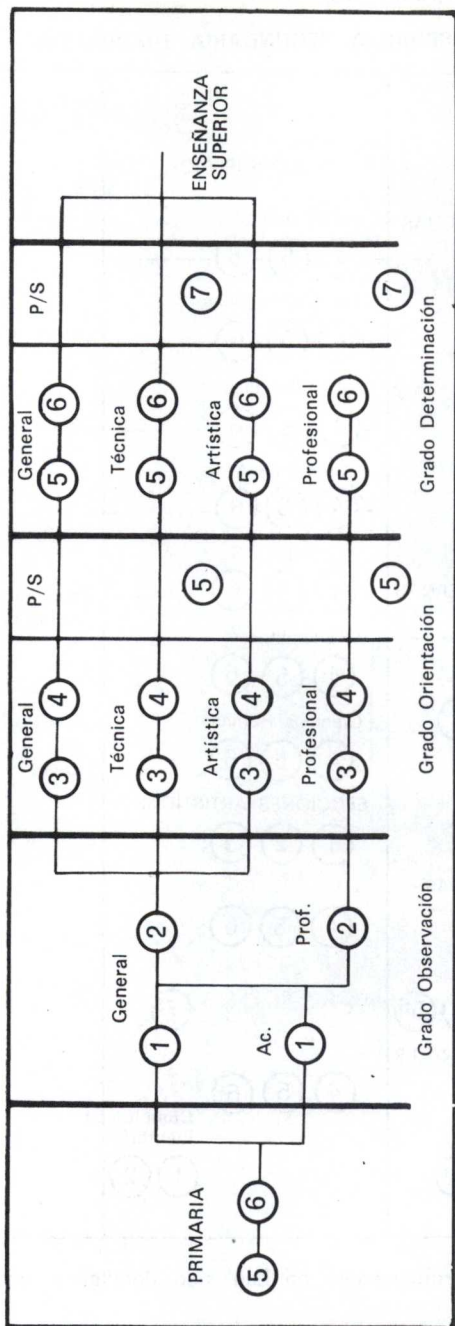 PRIMARIA
5 6
General
1 2
Ac.
1
Prof.
2
Grado Observación
General
3 4
Técnica
3 4
Artística
3 4
Profesional
3 4
Grado Orientación
P/S
5
5
General
5 6
Técnica
5 6
Artística
5 6
Profesional
5 6
Grado Determinación
P/S
7
7
ENSEÑANZA
SUPERIOR